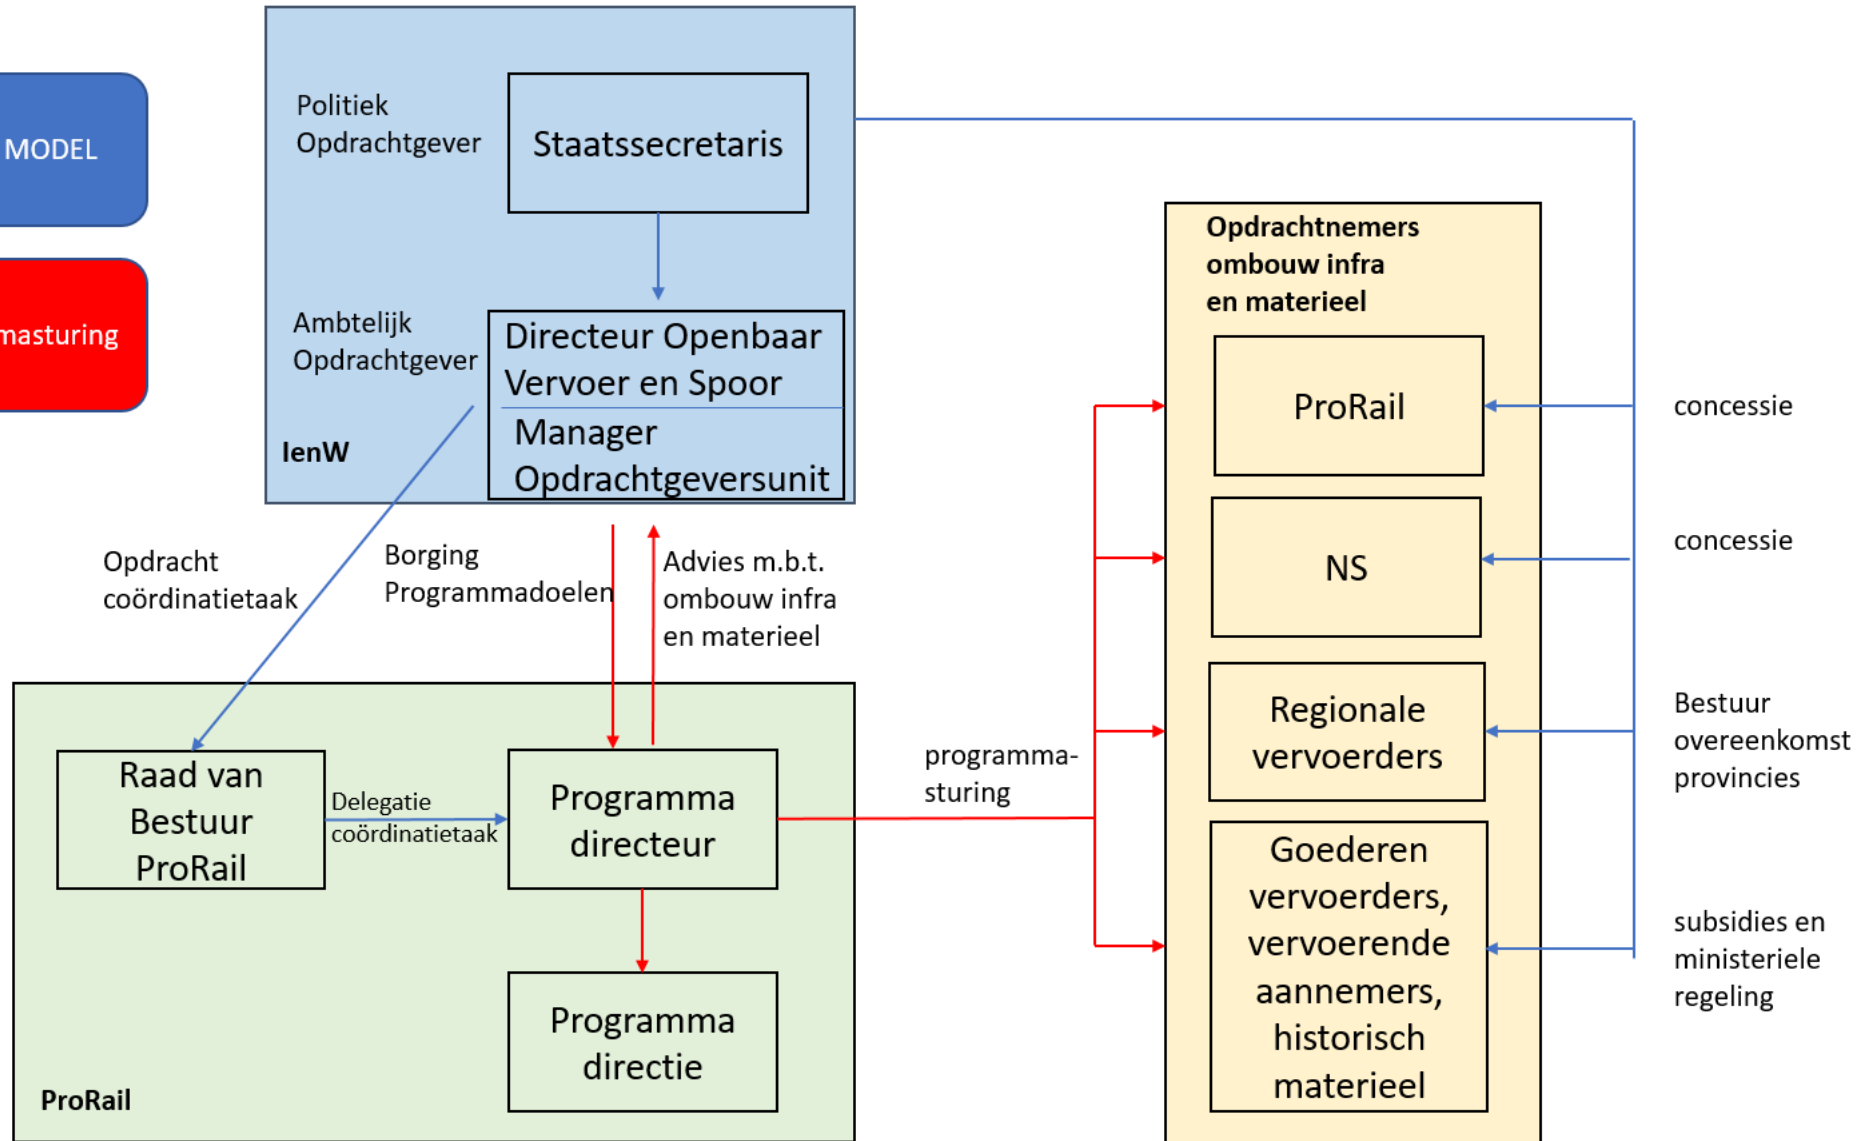 MODEL
masturing
Politiek
Opdrachtgever
Staatssecretaris
Ambtelijk
Opdrachtgever
Directeur Openbaar
Vervoer en Spoor
Manager
Opdrachtgeversunit
IenW
Opdracht
coördinatietaak
Borging
Programmadoelen
Advies m.b.t.
ombouw infra
en materieel
Raad van
Bestuur
ProRail
Delegatie
coördinatietaak
Programma
directeur
Programma
directie
ProRail
programma-
sturing
Opdrachtnemers
ombouw infra
en materieel
ProRail
NS
Regionale
vervoerders
Goederen
vervoerders,
vervoerende
aannemers,
historisch
materieel
concessie
concessie
Bestuur
overeenkomst
provincies
subsidies en
ministeriele
regeling